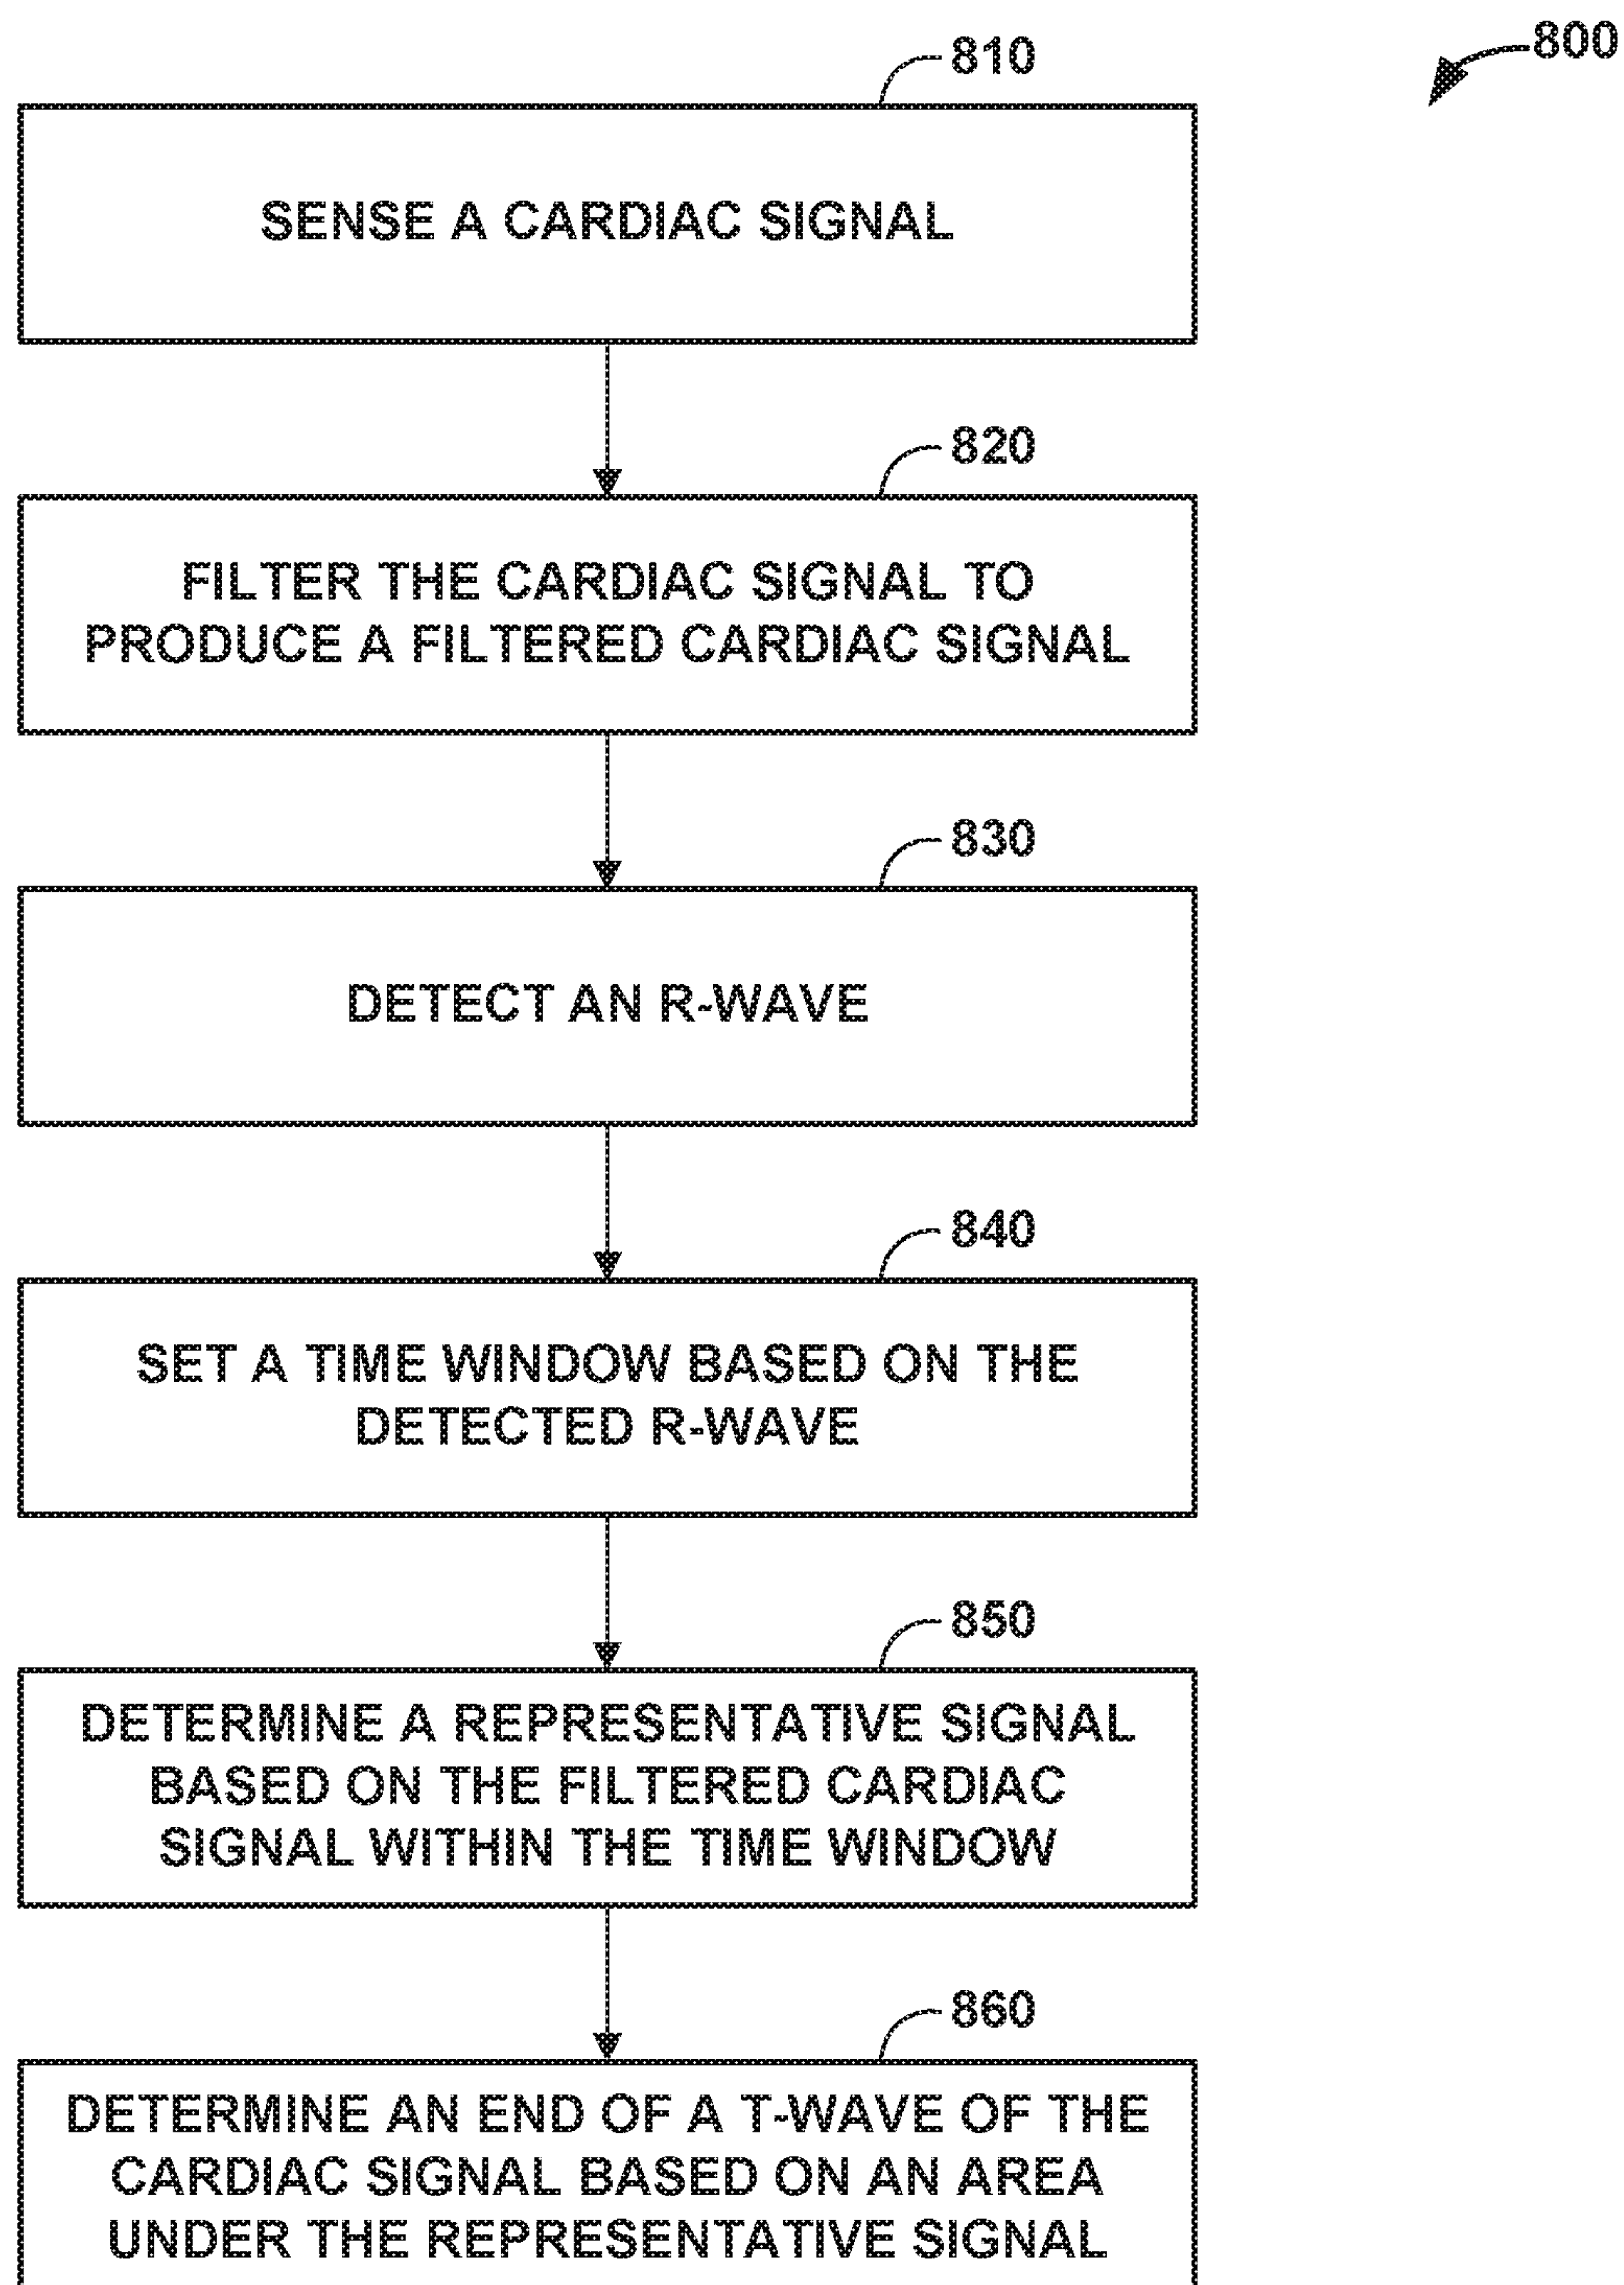 800
810
SENSE A CARDIAC SIGNAL
820
FILTER THE CARDIAC SIGNAL TO
PRODUCE A FILTERED CARDIAC SIGNAL
830
DETECT AN R-WAVE
840
SET A TIME WINDOW BASED ON THE
DETECTED R-WAVE
850
DETERMINE A REPRESENTATIVE SIGNAL
BASED ON THE FILTERED CARDIAC
SIGNAL WITHIN THE TIME WINDOW
860
DETERMINE AN END OF A T-WAVE OF THE
CARDIAC SIGNAL BASED ON AN AREA
UNDER THE REPRESENTATIVE SIGNAL